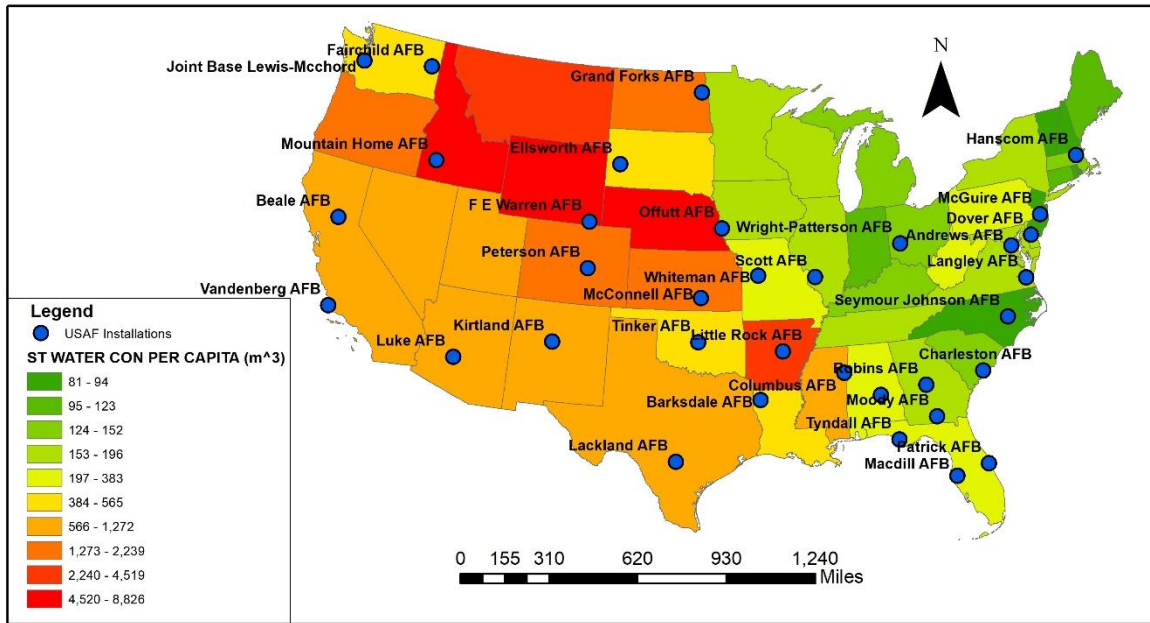 N
Fairchild AFB
Joint Base Lewis-Mcchord
Grand Forks AFB
Hanscom AFB
Mountain Home AFB
Ellsworth AFB
McGuire AFB
Beale AFB
F E Warren AFB
Offutt AFB
Dover AFB
Wright-Patterson AFB
Andrews AFB
Peterson AFB
Scott AFB
Langley AFB
Whiteman AFB
Vandenberg AFB
McConnell AFB
Seymour Johnson AFB
Kirtland AFB
Tinker AFB
Little Rock AFB
Luke AFB
Charleston AFB
Robins AFB
Columbus AFB
Barksdale AFB
Moody AFB
Tyndall AFB
Lackland AFB
Patrick AFB
Macdill AFB
Legend
USAF Installations
ST WATER CON PER CAPITA (m^3)
81 - 94
95 - 123
124 - 152
153 - 196
197 - 383
384 - 565
566 - 1,272
1,273 - 2,239
2,240 - 4,519
4,520 - 8,826
0 155 310 620 930 1,240
Miles